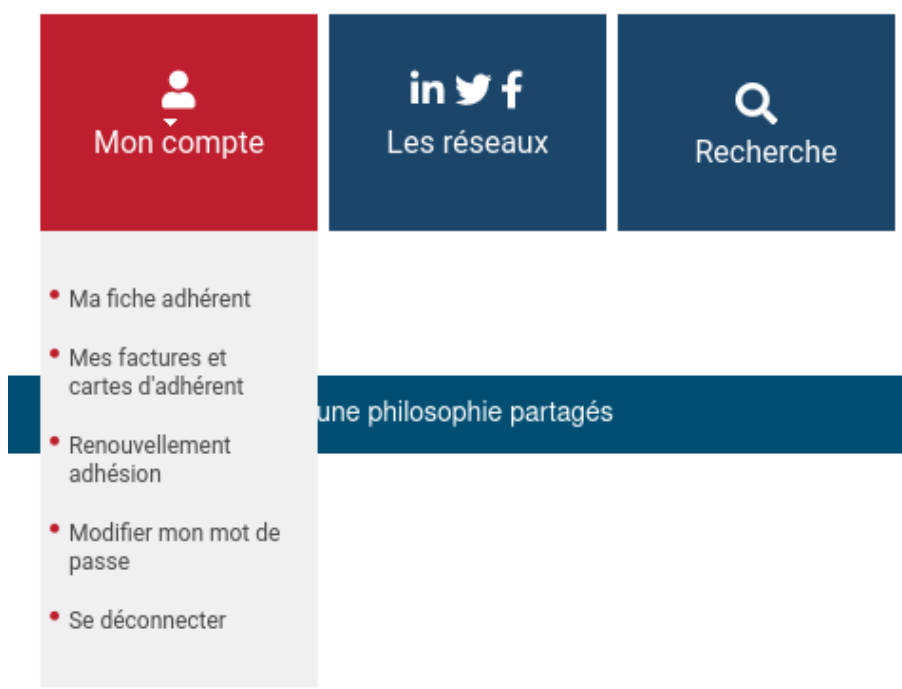 Mon compte
Les réseaux
Recherche
Ma fiche adhérent
Mes factures et
cartes d'adhérent
une philosophie partagés
Renouvellement
adhésion
Modifier mon mot de
passe
Se déconnecter